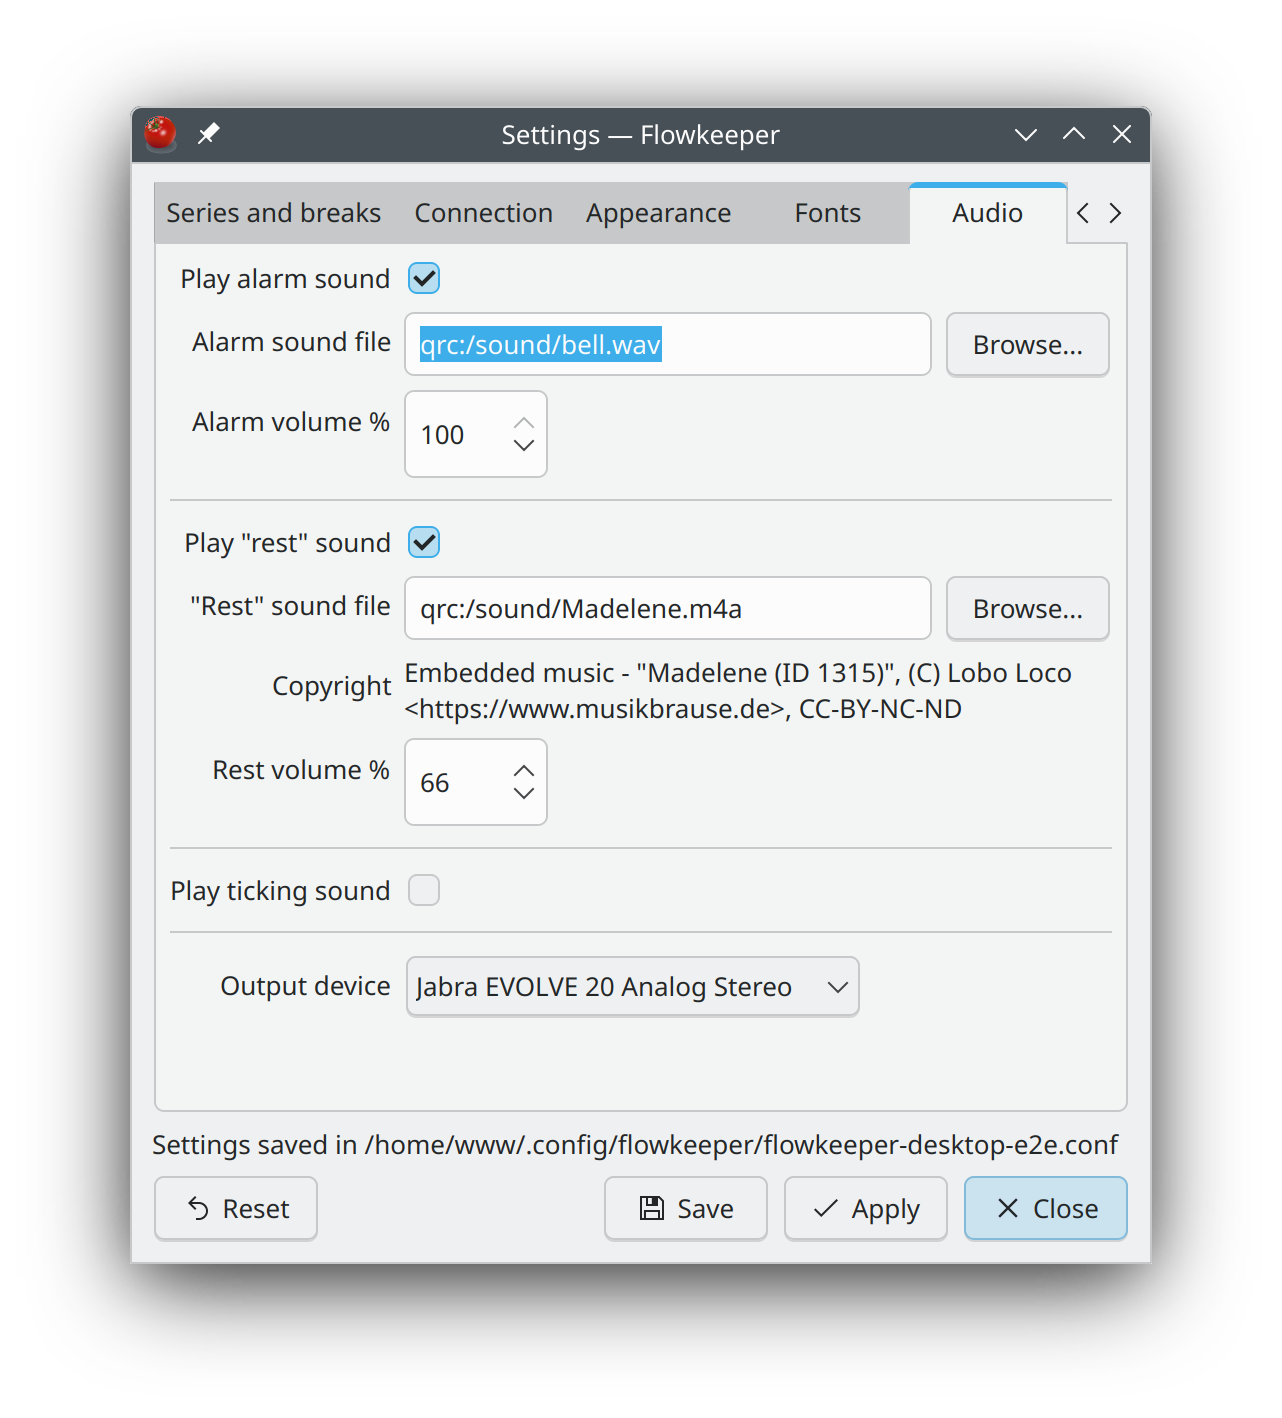 Settings — Flowkeeper
Series and breaks Connection Appearance Fonts Audio
Play alarm sound
Alarm sound file qrc:/sound/bell.wav Browse...
Alarm volume % 100
Play "rest" sound
"Rest" sound file qrc:/sound/Madelene.m4a Browse...
Copyright Embedded music - "Madelene (ID 1315)", (C) Lobo Loco
<https://www.musikbrause.de>, CC-BY-NC-ND
Rest volume % 66
Play ticking sound
Output device Jabra EVOLVE 20 Analog Stereo
Settings saved in /home/www/.config/flowkeeper/flowkeeper-desktop-e2e.conf
Reset Save Apply Close